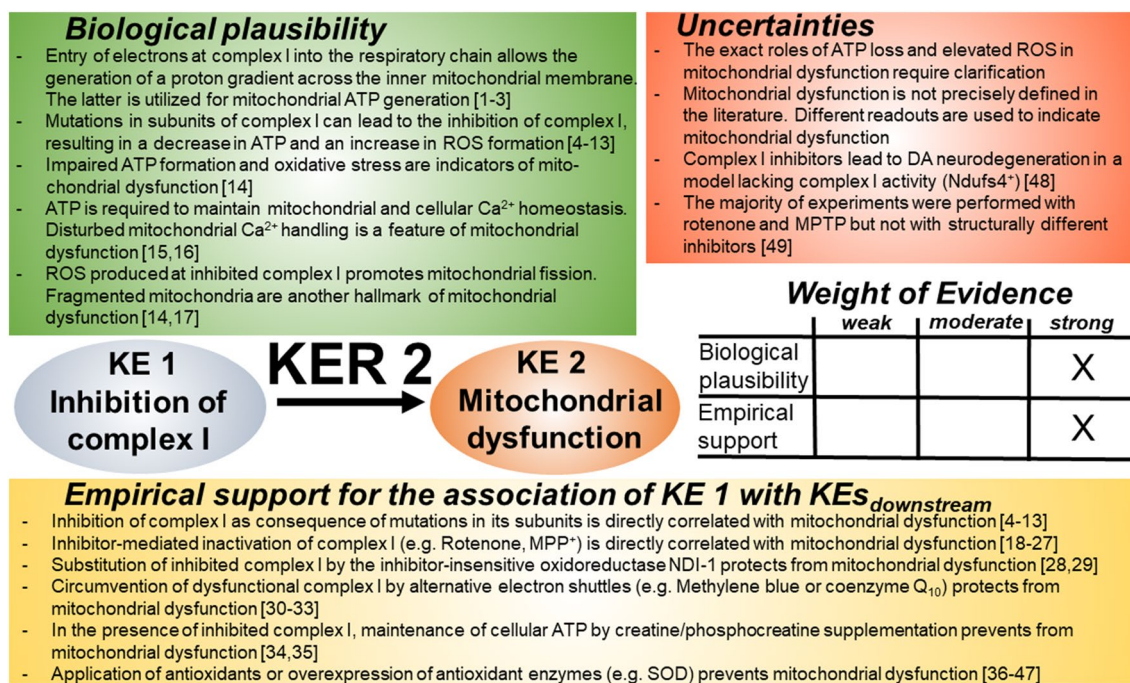 Biological plausibility
- Entry of electrons at complex I into the respiratory chain allows the
generation of a proton gradient across the inner mitochondrial membrane.
The latter is utilized for mitochondrial ATP generation [1-3]
- Mutations in subunits of complex I can lead to the inhibition of complex I,
resulting in a decrease in ATP and an increase in ROS formation [4-13]
- Impaired ATP formation and oxidative stress are indicators of mito-
chondrial dysfunction [14]
- ATP is required to maintain mitochondrial and cellular Ca²⁺ homeostasis.
Disturbed mitochondrial Ca²⁺ handling is a feature of mitochondrial
dysfunction [15,16]
- ROS produced at inhibited complex I promotes mitochondrial fission.
Fragmented mitochondria are another hallmark of mitochondrial
dysfunction [14,17]
Uncertainties
- The exact roles of ATP loss and elevated ROS in
mitochondrial dysfunction require clarification
- Mitochondrial dysfunction is not precisely defined in
the literature. Different readouts are used to indicate
mitochondrial dysfunction
- Complex I inhibitors lead to DA neurodegeneration in a
model lacking complex I activity (Ndufs4⁺) [48]
- The majority of experiments were performed with
rotenone and MPTP but not with structurally different
inhibitors [49]
KE 1
Inhibition of
complex I
KER 2
KE 2
Mitochondrial
dysfunction
Weight of Evidence
weak moderate strong
Biological
plausibility
X
Empirical
support
X
Empirical support for the association of KE 1 with KEs downstream
- Inhibition of complex I as consequence of mutations in its subunits is directly correlated with mitochondrial dysfunction [4-13]
- Inhibitor-mediated inactivation of complex I (e.g. Rotenone, MPP⁺) is directly correlated with mitochondrial dysfunction [18-27]
- Substitution of inhibited complex I by the inhibitor-insensitive oxidoreductase NDI-1 protects from mitochondrial dysfunction [28,29]
- Circumvention of dysfunctional complex I by alternative electron shuttles (e.g. Methylene blue or coenzyme Q₁₀) protects from
mitochondrial dysfunction [30-33]
- In the presence of inhibited complex I, maintenance of cellular ATP by creatine/phosphocreatine supplementation prevents from
mitochondrial dysfunction [34,35]
- Application of antioxidants or overexpression of antioxidant enzymes (e.g. SOD) prevents mitochondrial dysfunction [36-47]